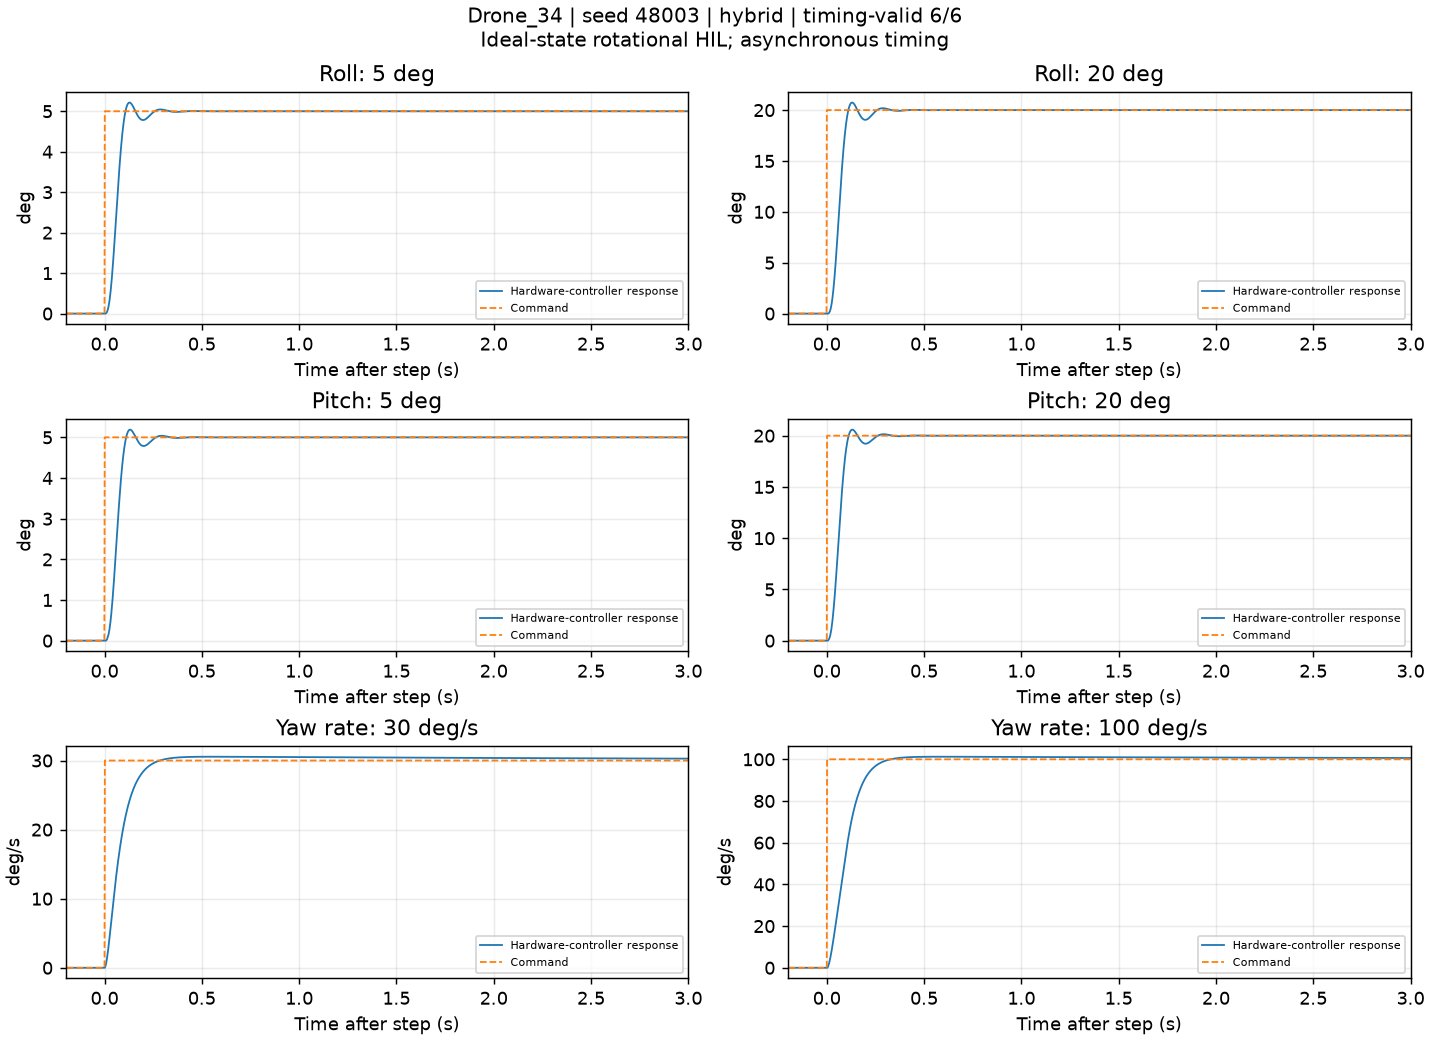 Drone_34 | seed 48003 | hybrid | timing-valid 6/6
Ideal-state rotational HIL; asynchronous timing
Roll: 5 deg
deg
5
4
3
2
1
0
Hardware-controller response
Command
0.0 0.5 1.0 1.5 2.0 2.5 3.0
Time after step (s)
Roll: 20 deg
deg
20
15
10
5
0
Hardware-controller response
Command
0.0 0.5 1.0 1.5 2.0 2.5 3.0
Time after step (s)
Pitch: 5 deg
deg
5
4
3
2
1
0
Hardware-controller response
Command
0.0 0.5 1.0 1.5 2.0 2.5 3.0
Time after step (s)
Pitch: 20 deg
deg
20
15
10
5
0
Hardware-controller response
Command
0.0 0.5 1.0 1.5 2.0 2.5 3.0
Time after step (s)
Yaw rate: 30 deg/s
deg/s
30
20
10
0
Hardware-controller response
Command
0.0 0.5 1.0 1.5 2.0 2.5 3.0
Time after step (s)
Yaw rate: 100 deg/s
deg/s
100
80
60
40
20
0
Hardware-controller response
Command
0.0 0.5 1.0 1.5 2.0 2.5 3.0
Time after step (s)